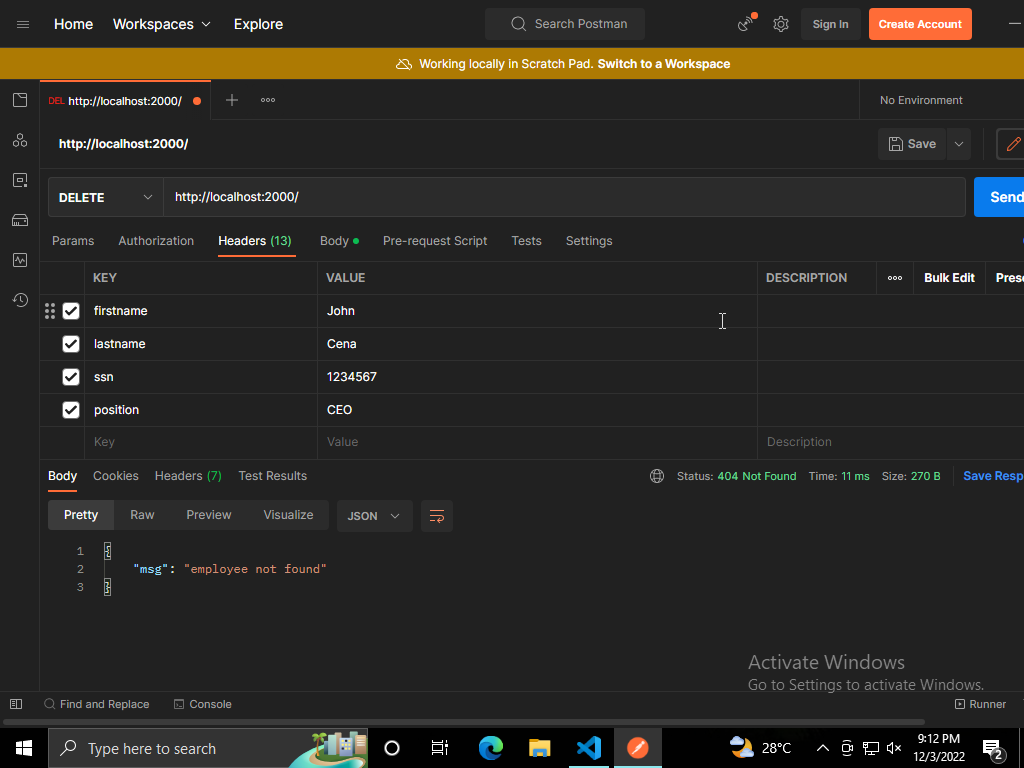 Home Workspaces Explore Search Postman Sign In Create Account
Working locally in Scratch Pad. Switch to a Workspace
DEL http://localhost:2000/ No Environment
http://localhost:2000/ Save
DELETE http://localhost:2000/ Send
Params Authorization Headers (13) Body Pre-request Script Tests Settings
KEY VALUE DESCRIPTION Bulk Edit Prese
firstname John
lastname Cena
ssn 1234567
position CEO
Key Value Description
Body Cookies Headers (7) Test Results Status: 404 Not Found Time: 11 ms Size: 270 B Save Resp
Pretty Raw Preview Visualize JSON
1 {
2 "msg": "employee not found"
3 }
Activate Windows
Go to Settings to activate Windows.
Find and Replace Console Runner
Type here to search 28°C 9:12 PM
12/3/2022 2